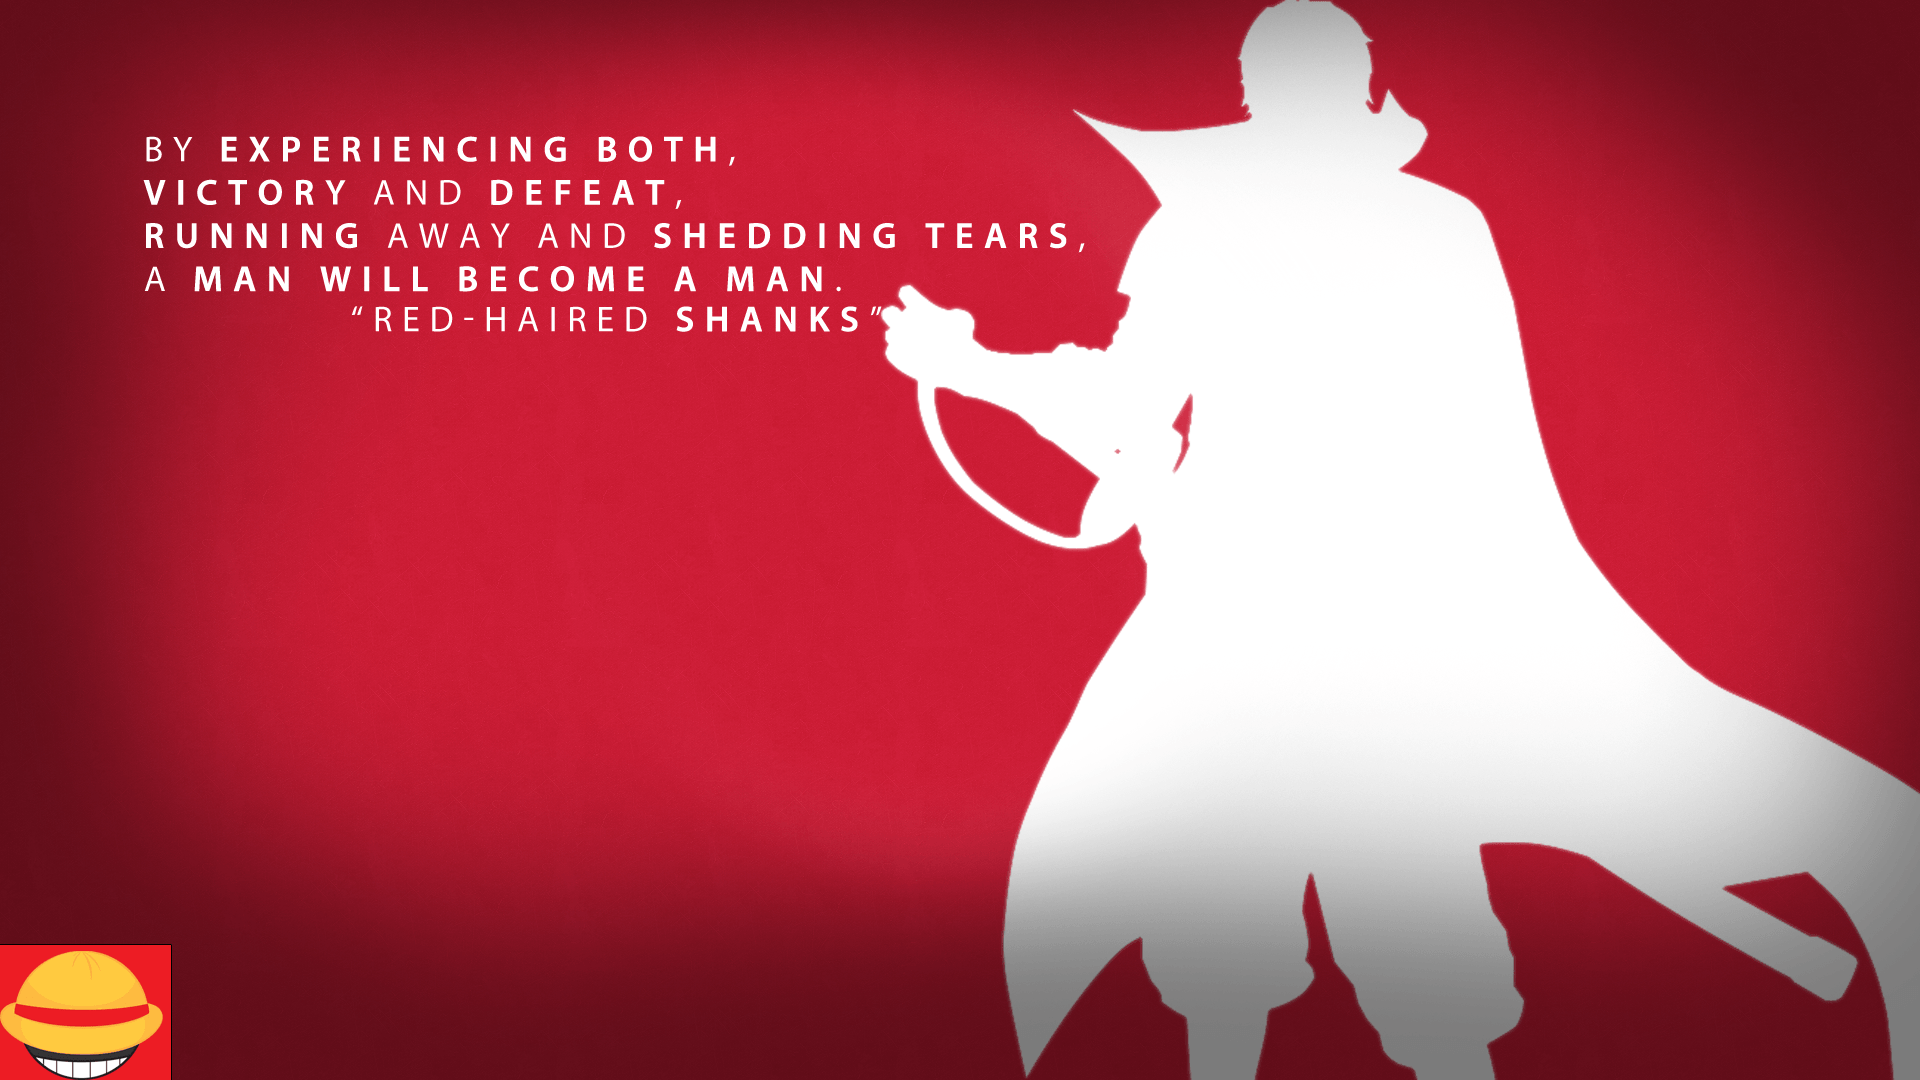 BY EXPERIENCING BOTH,
VICTORY AND DEFEAT,
RUNNING AWAY AND SHEDDING TEARS,
A MAN WILL BECOME A MAN.
“RED-HAIRED SHANKS”